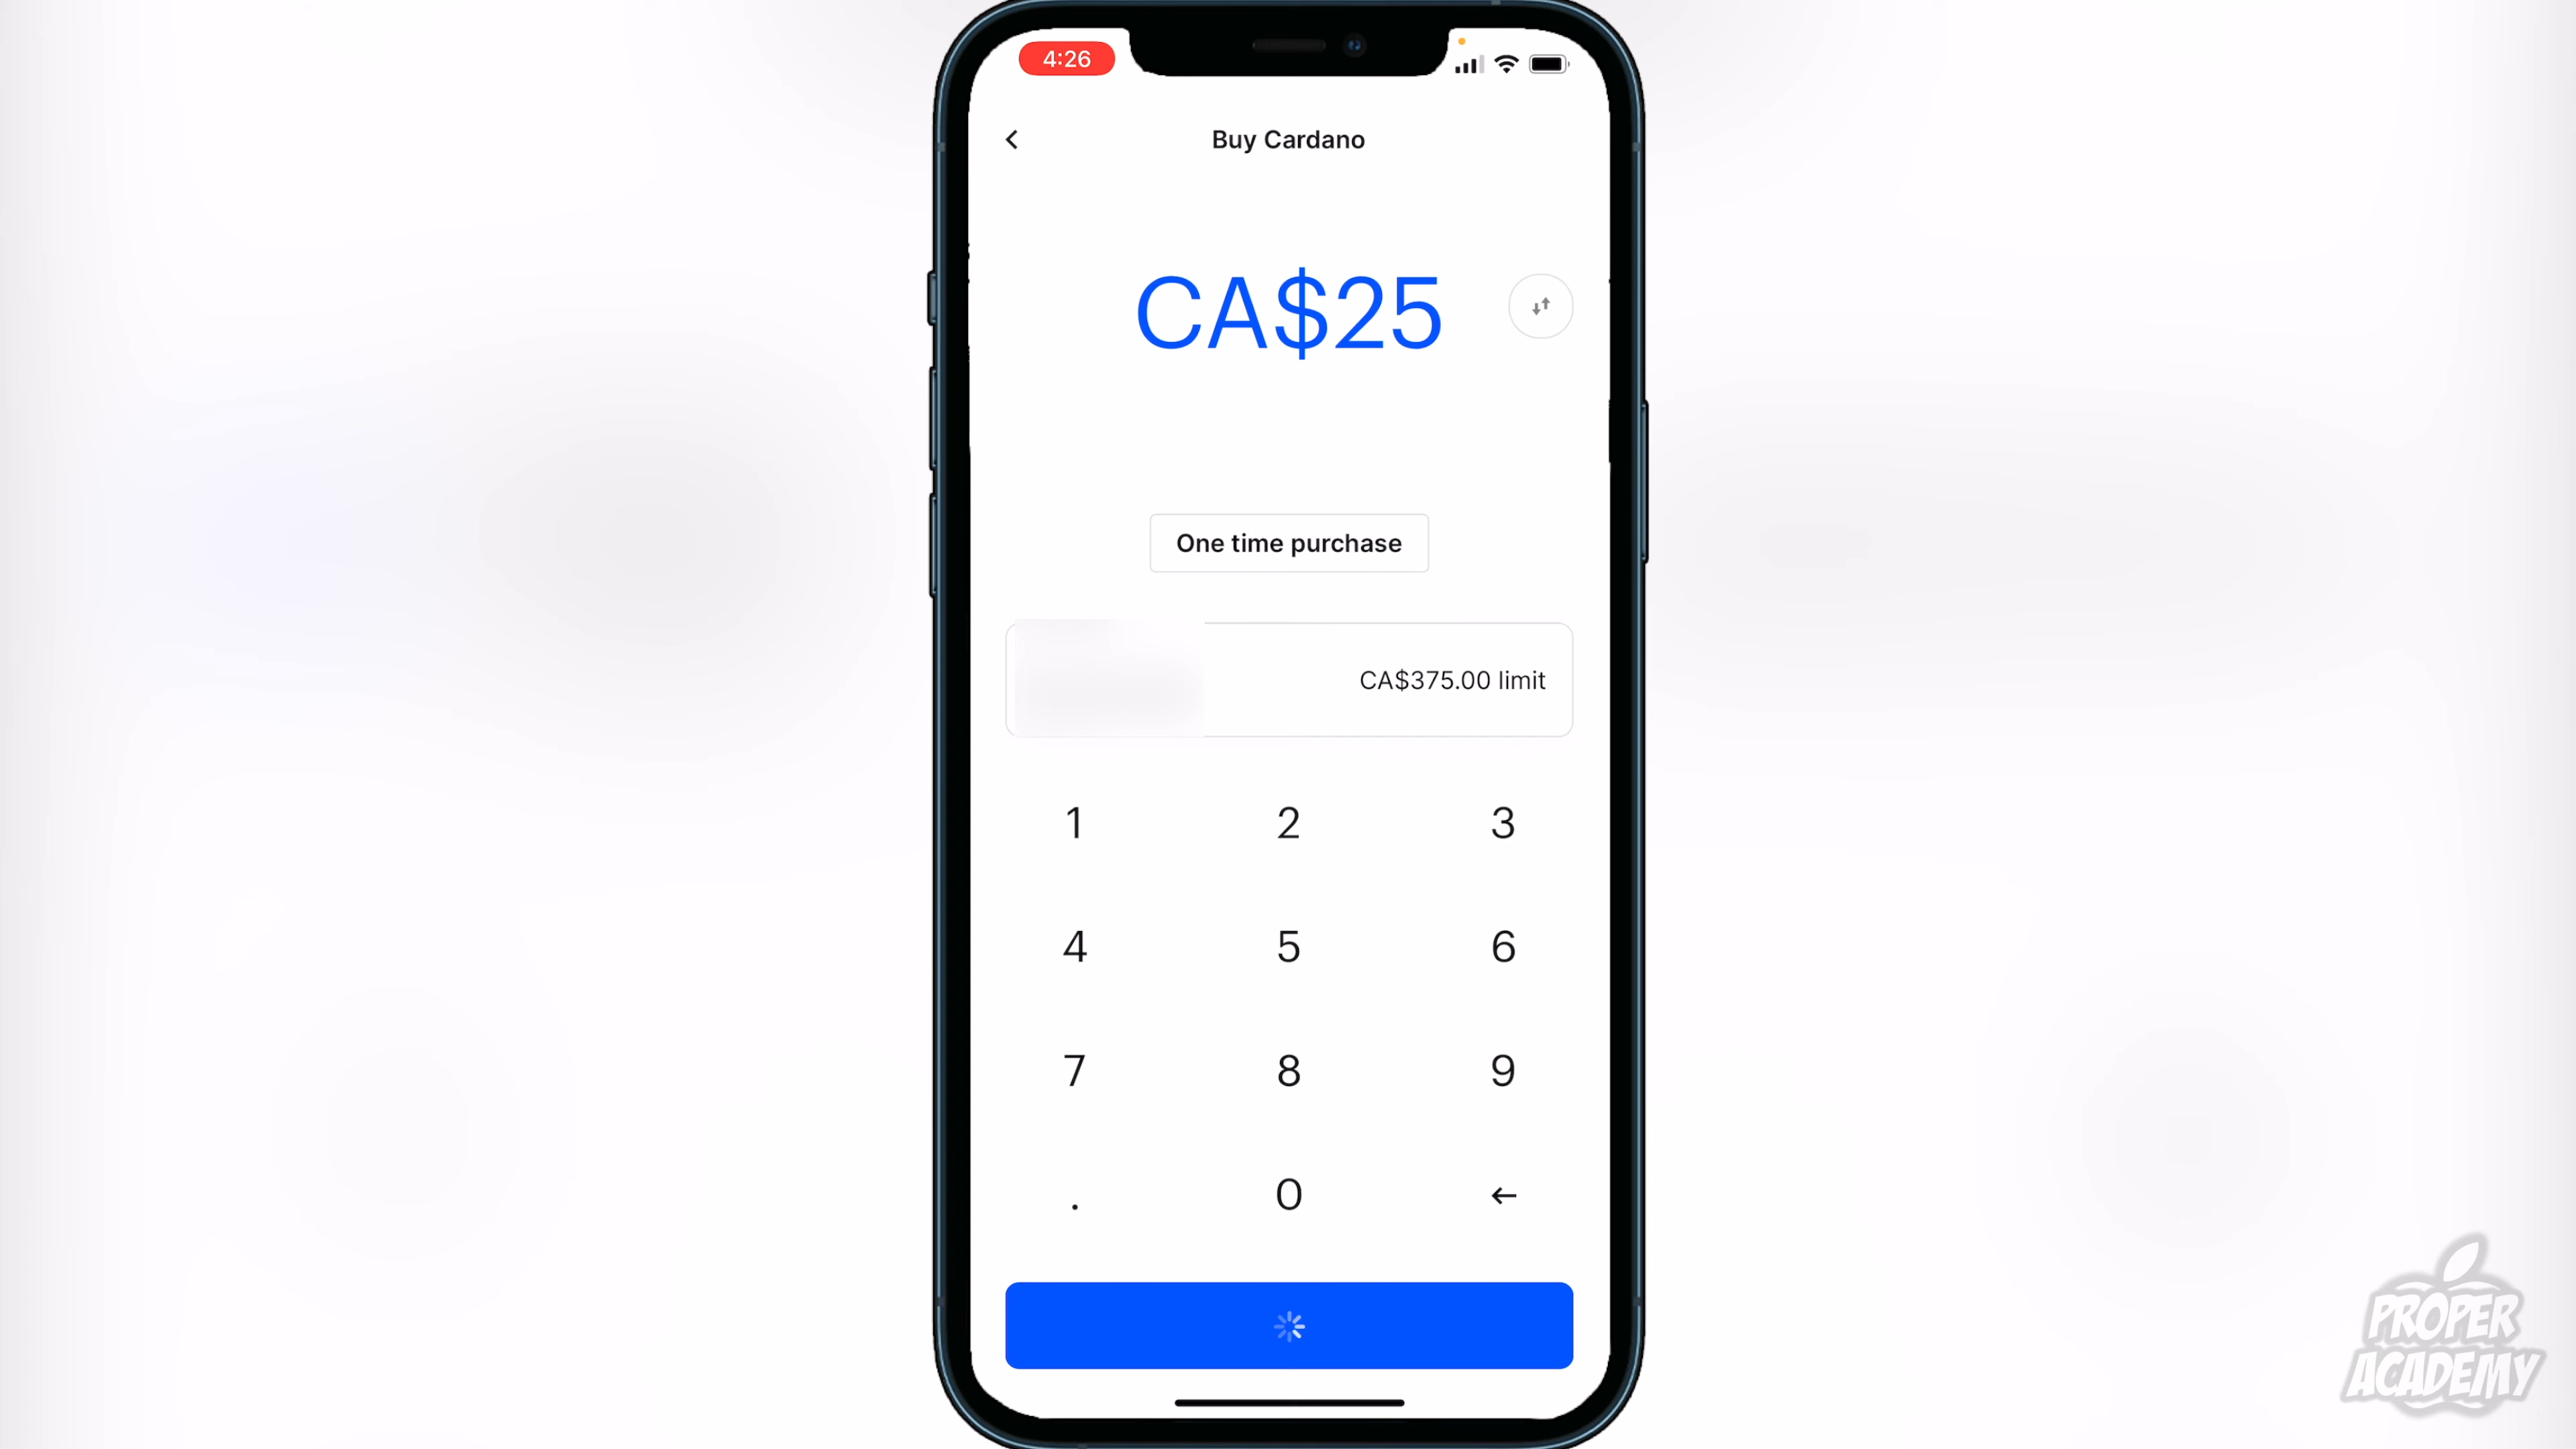 4:26
Buy Cardano
CA$25
One time purchase
CA$375.00 limit
1 2 3
4 5 6
7 8 9
. 0
PROPER
ACADEMY